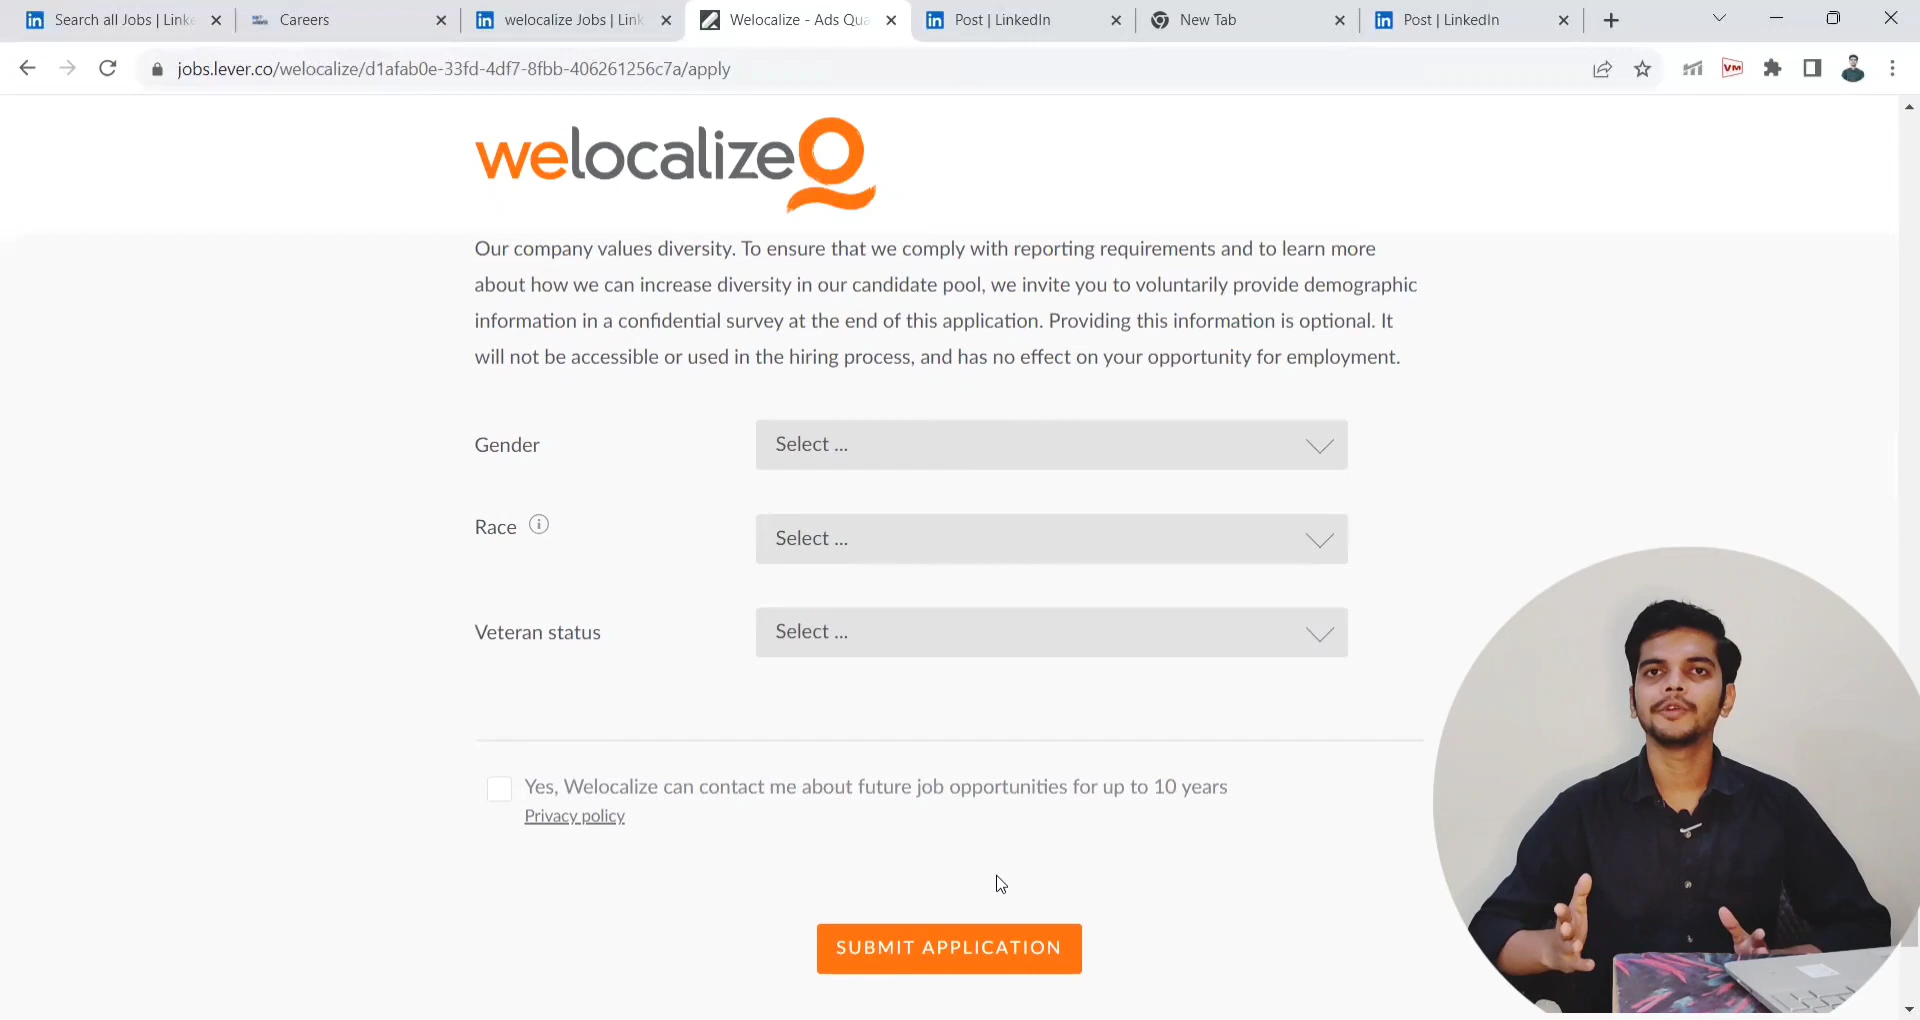 Search all Jobs | Linke
Careers
welocalize Jobs | Link
Welocalize - Ads Qua
Post | LinkedIn
New Tab
Post | LinkedIn
jobs.lever.co/welocalize/d1afab0e-33fd-4df7-8fbb-406261256c7a/apply
VM
welocalize
Our company values diversity. To ensure that we comply with reporting requirements and to learn more
about how we can increase diversity in our candidate pool, we invite you to voluntarily provide demographic
information in a confidential survey at the end of this application. Providing this information is optional. It
will not be accessible or used in the hiring process, and has no effect on your opportunity for employment.
Gender
Select ...
Race
Select ...
Veteran status
Select ...
Yes, Welocalize can contact me about future job opportunities for up to 10 years
Privacy policy
SUBMIT APPLICATION